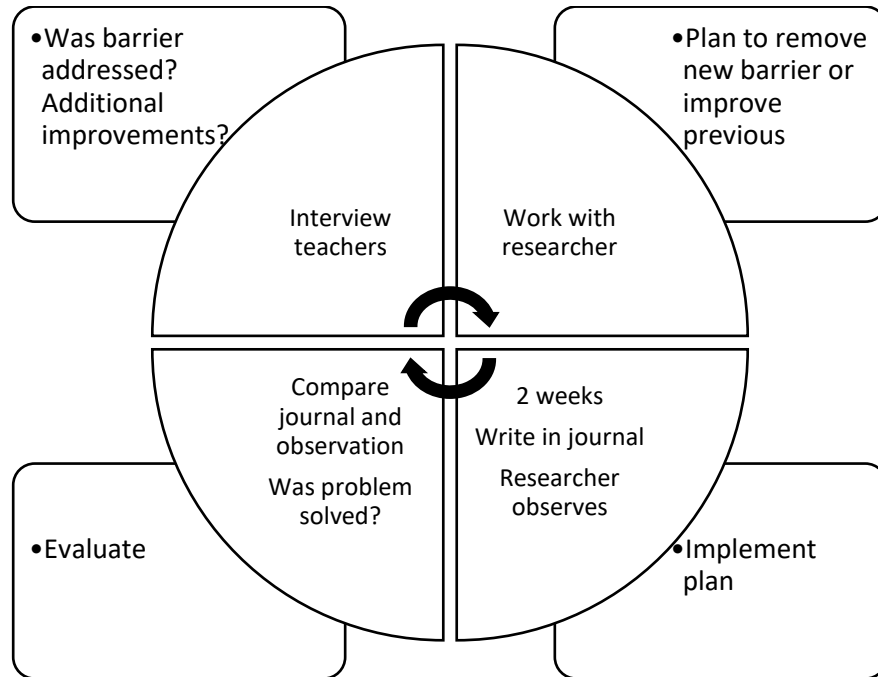 •Was barrier
addressed?
Additional
improvements?
•Plan to remove
new barrier or
improve
previous
Interview
teachers
Work with
researcher
Compare
journal and
observation
Was problem
solved?
2 weeks
Write in journal
Researcher
observes
•Evaluate
•Implement
plan